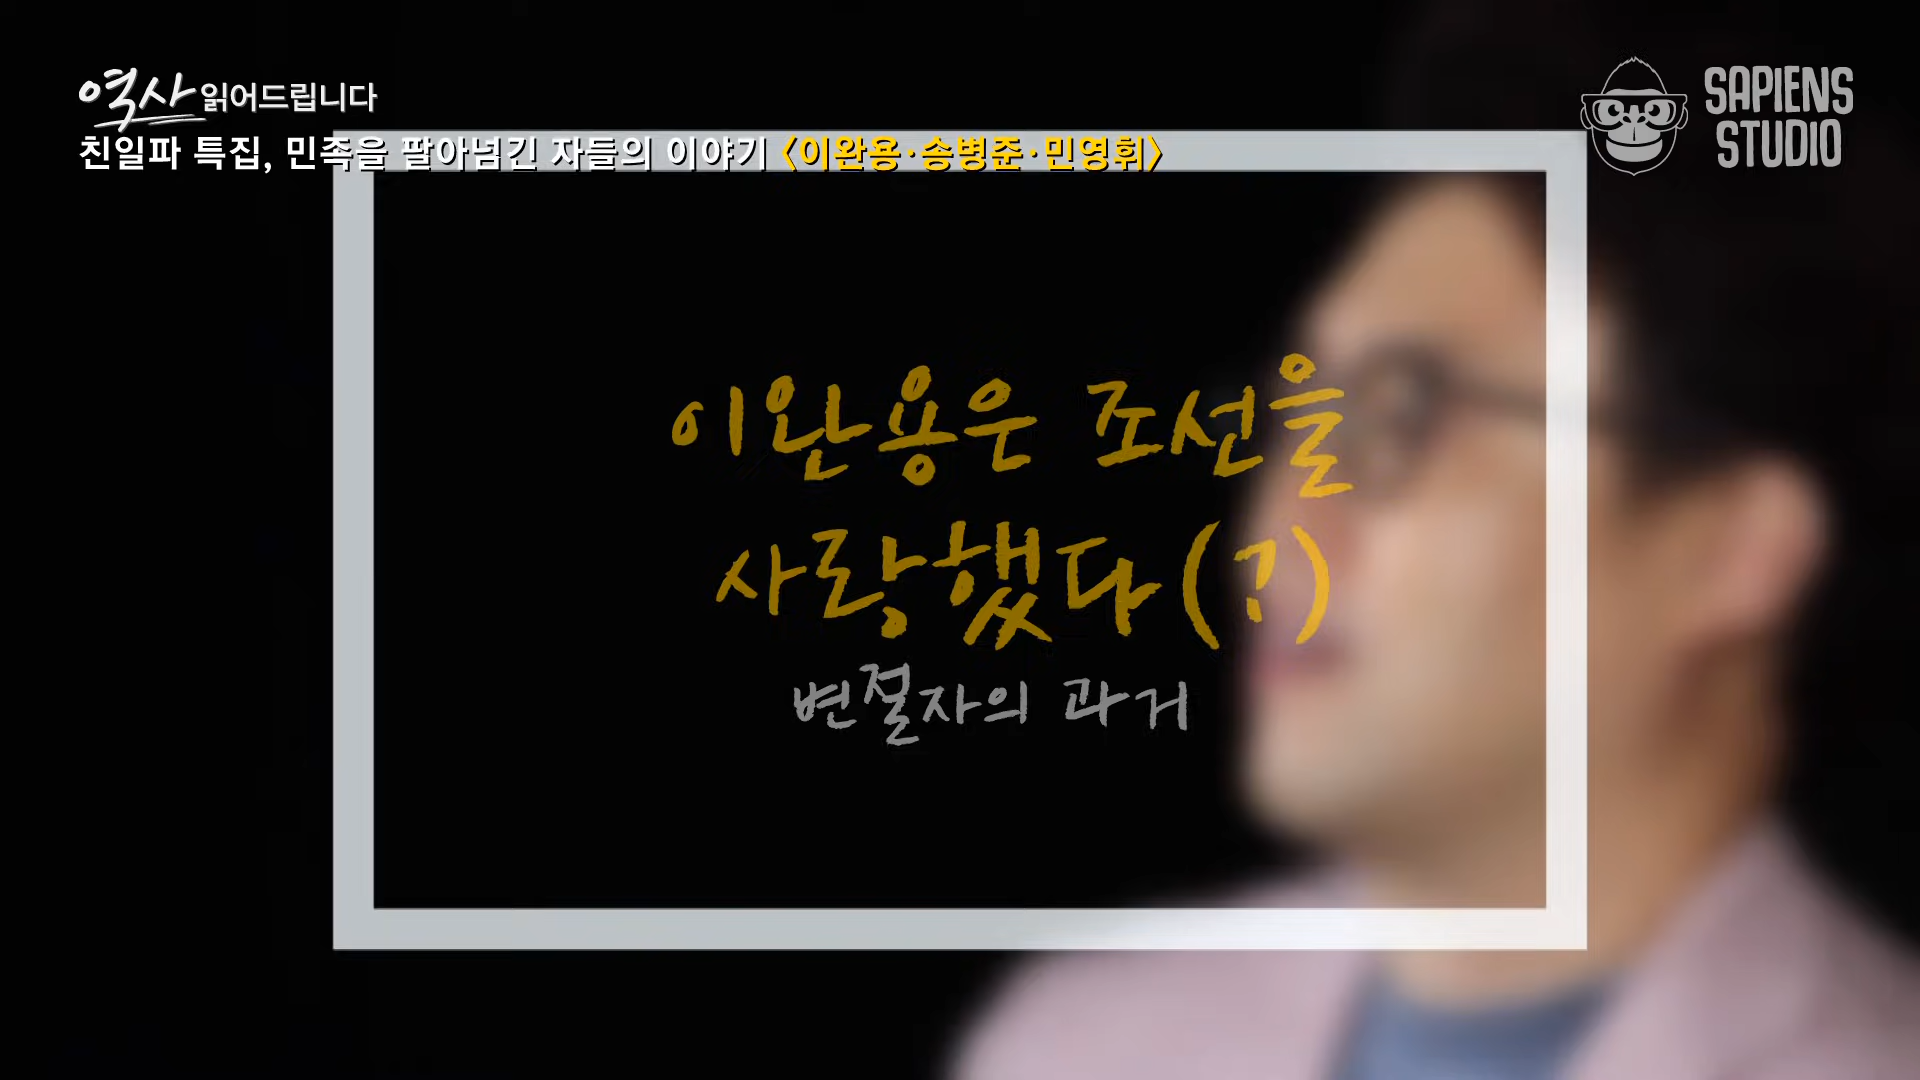 역사읽어드립니다
친일파 특집, 민족을 팔아넘긴 자들의 이야기 <이완용·송병준·민영휘>
SAPIENS
STUDIO
이완용은 조선을
사랑했다(?)
변절자의 과거